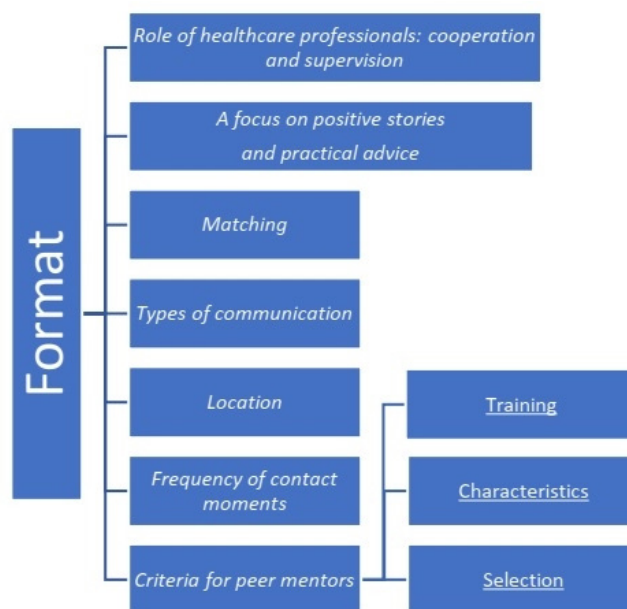 Format
Role of healthcare professionals: cooperation
and supervision
A focus on positive stories
and practical advice
Matching
Types of communication
Location
Frequency of contact
moments
Criteria for peer mentors
Training
Characteristics
Selection